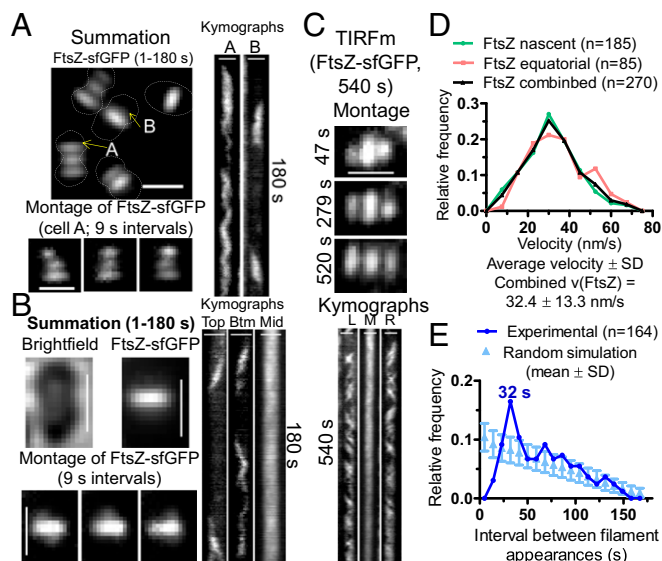 A
Summation
FtsZ-sfGFP (1-180 s)
B
A
Montage of FtsZ-sfGFP
(cell A; 9 s intervals)
Kymographs
A B
180 s
B
Summation (1-180 s)
Brightfield FtsZ-sfGFP
Montage of FtsZ-sfGFP
(9 s intervals)
Kymographs
Top Btm Mid
180 s
C
TIRFm
(FtsZ-sfGFP,
540 s)
Montage
47 s
279 s
520 s
Kymographs
L M R
540 s
D
FtsZ nascent (n=185)
FtsZ equatorial (n=85)
FtsZ combinbed (n=270)
Relative frequency
0.3
0.2
0.1
0.0
0 20 40 60 80
Velocity (nm/s)
Average velocity ± SD
Combined v(FtsZ) =
32.4 ± 13.3 nm/s
E
Experimental (n=164)
Random simulation
(mean ± SD)
32 s
Relative frequency
0.2
0.1
0.0
0 50 100 150
Interval between filament
appearances (s)